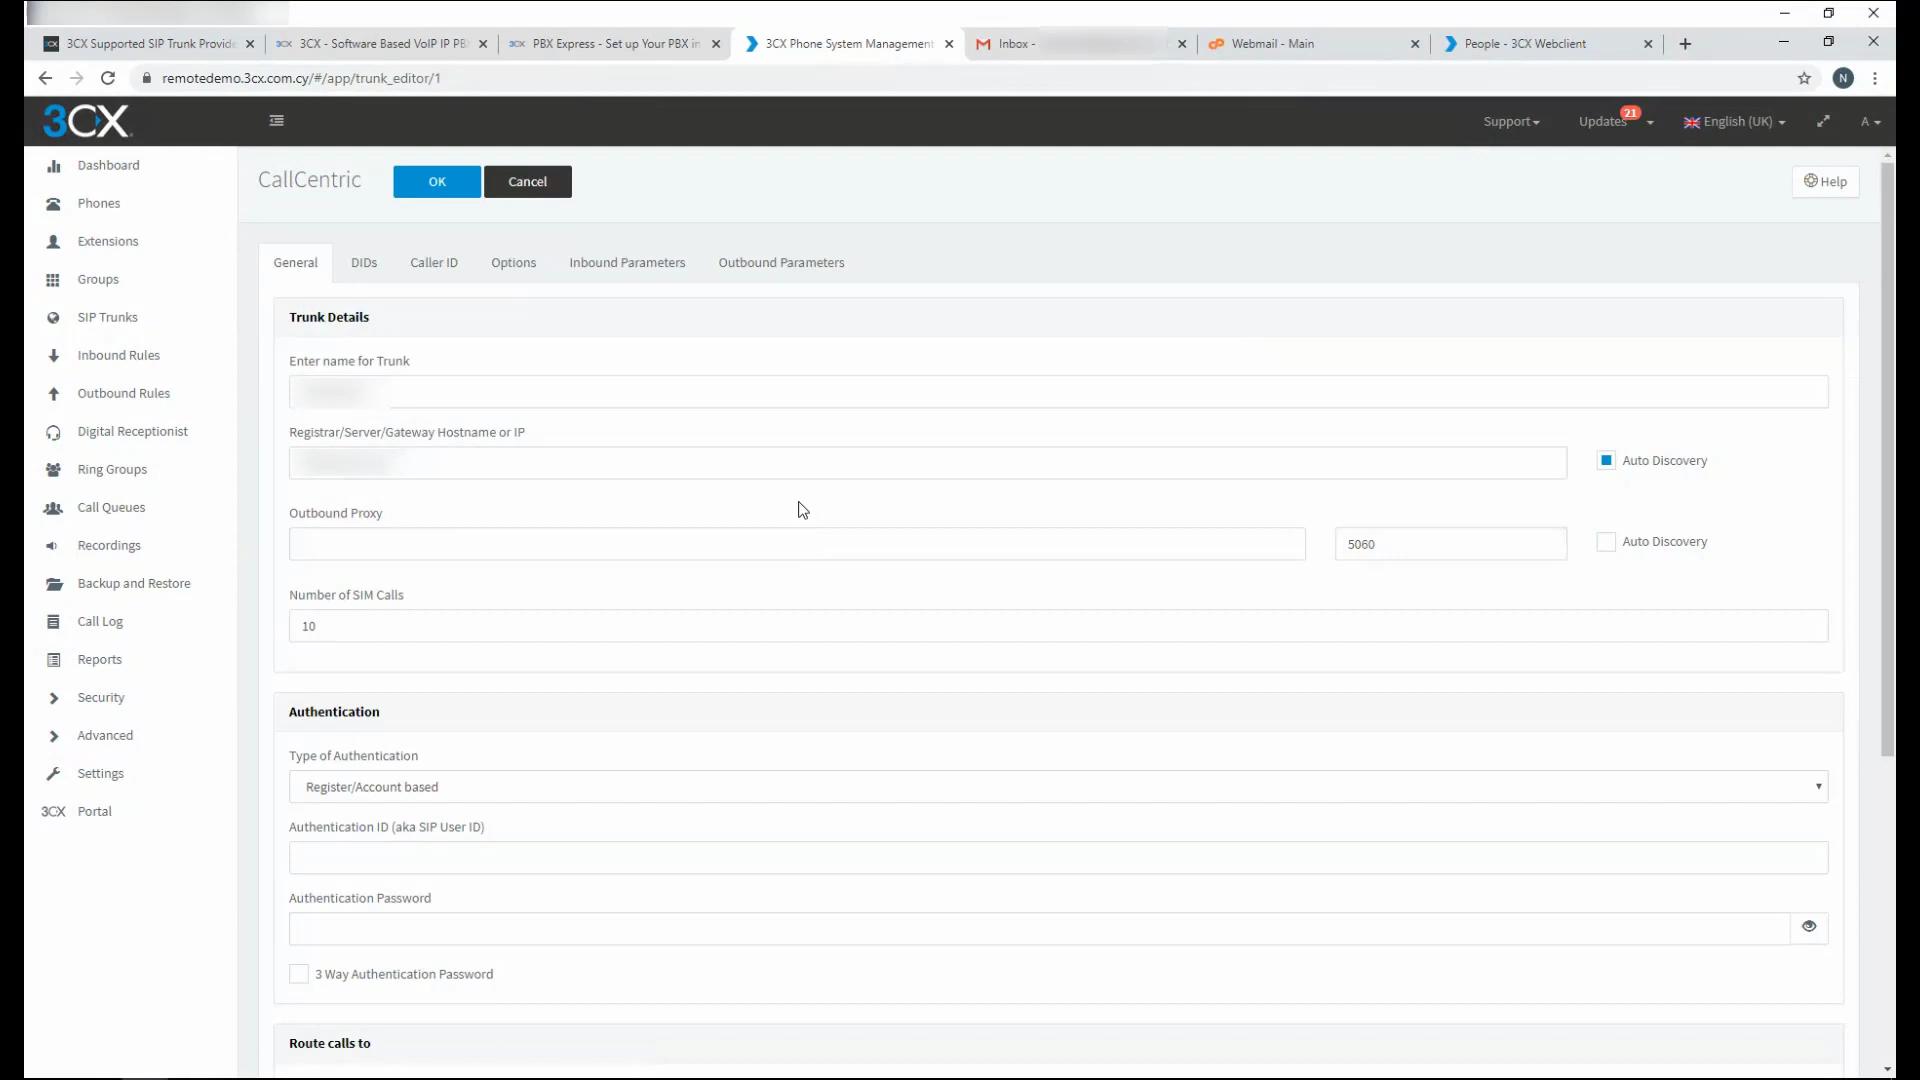 3CX Supported SIP Trunk Provide
3CX - Software Based VoIP IP PB
PBX Express - Set up Your PBX in
3CX Phone System Management
Inbox -
Webmail - Main
People - 3CX Webclient
remotedemo.3cx.com.cy/#/app/trunk_editor/1
N
3CX
Support
Updates
21
English (UK)
A
Dashboard
Phones
Extensions
Groups
SIP Trunks
Inbound Rules
Outbound Rules
Digital Receptionist
Ring Groups
Call Queues
Recordings
Backup and Restore
Call Log
Reports
Security
Advanced
Settings
3CX Portal
CallCentric
OK
Cancel
Help
General
DIDs
Caller ID
Options
Inbound Parameters
Outbound Parameters
Trunk Details
Enter name for Trunk
Registrar/Server/Gateway Hostname or IP
Auto Discovery
Outbound Proxy
5060
Auto Discovery
Number of SIM Calls
10
Authentication
Type of Authentication
Register/Account based
Authentication ID (aka SIP User ID)
Authentication Password
3 Way Authentication Password
Route calls to